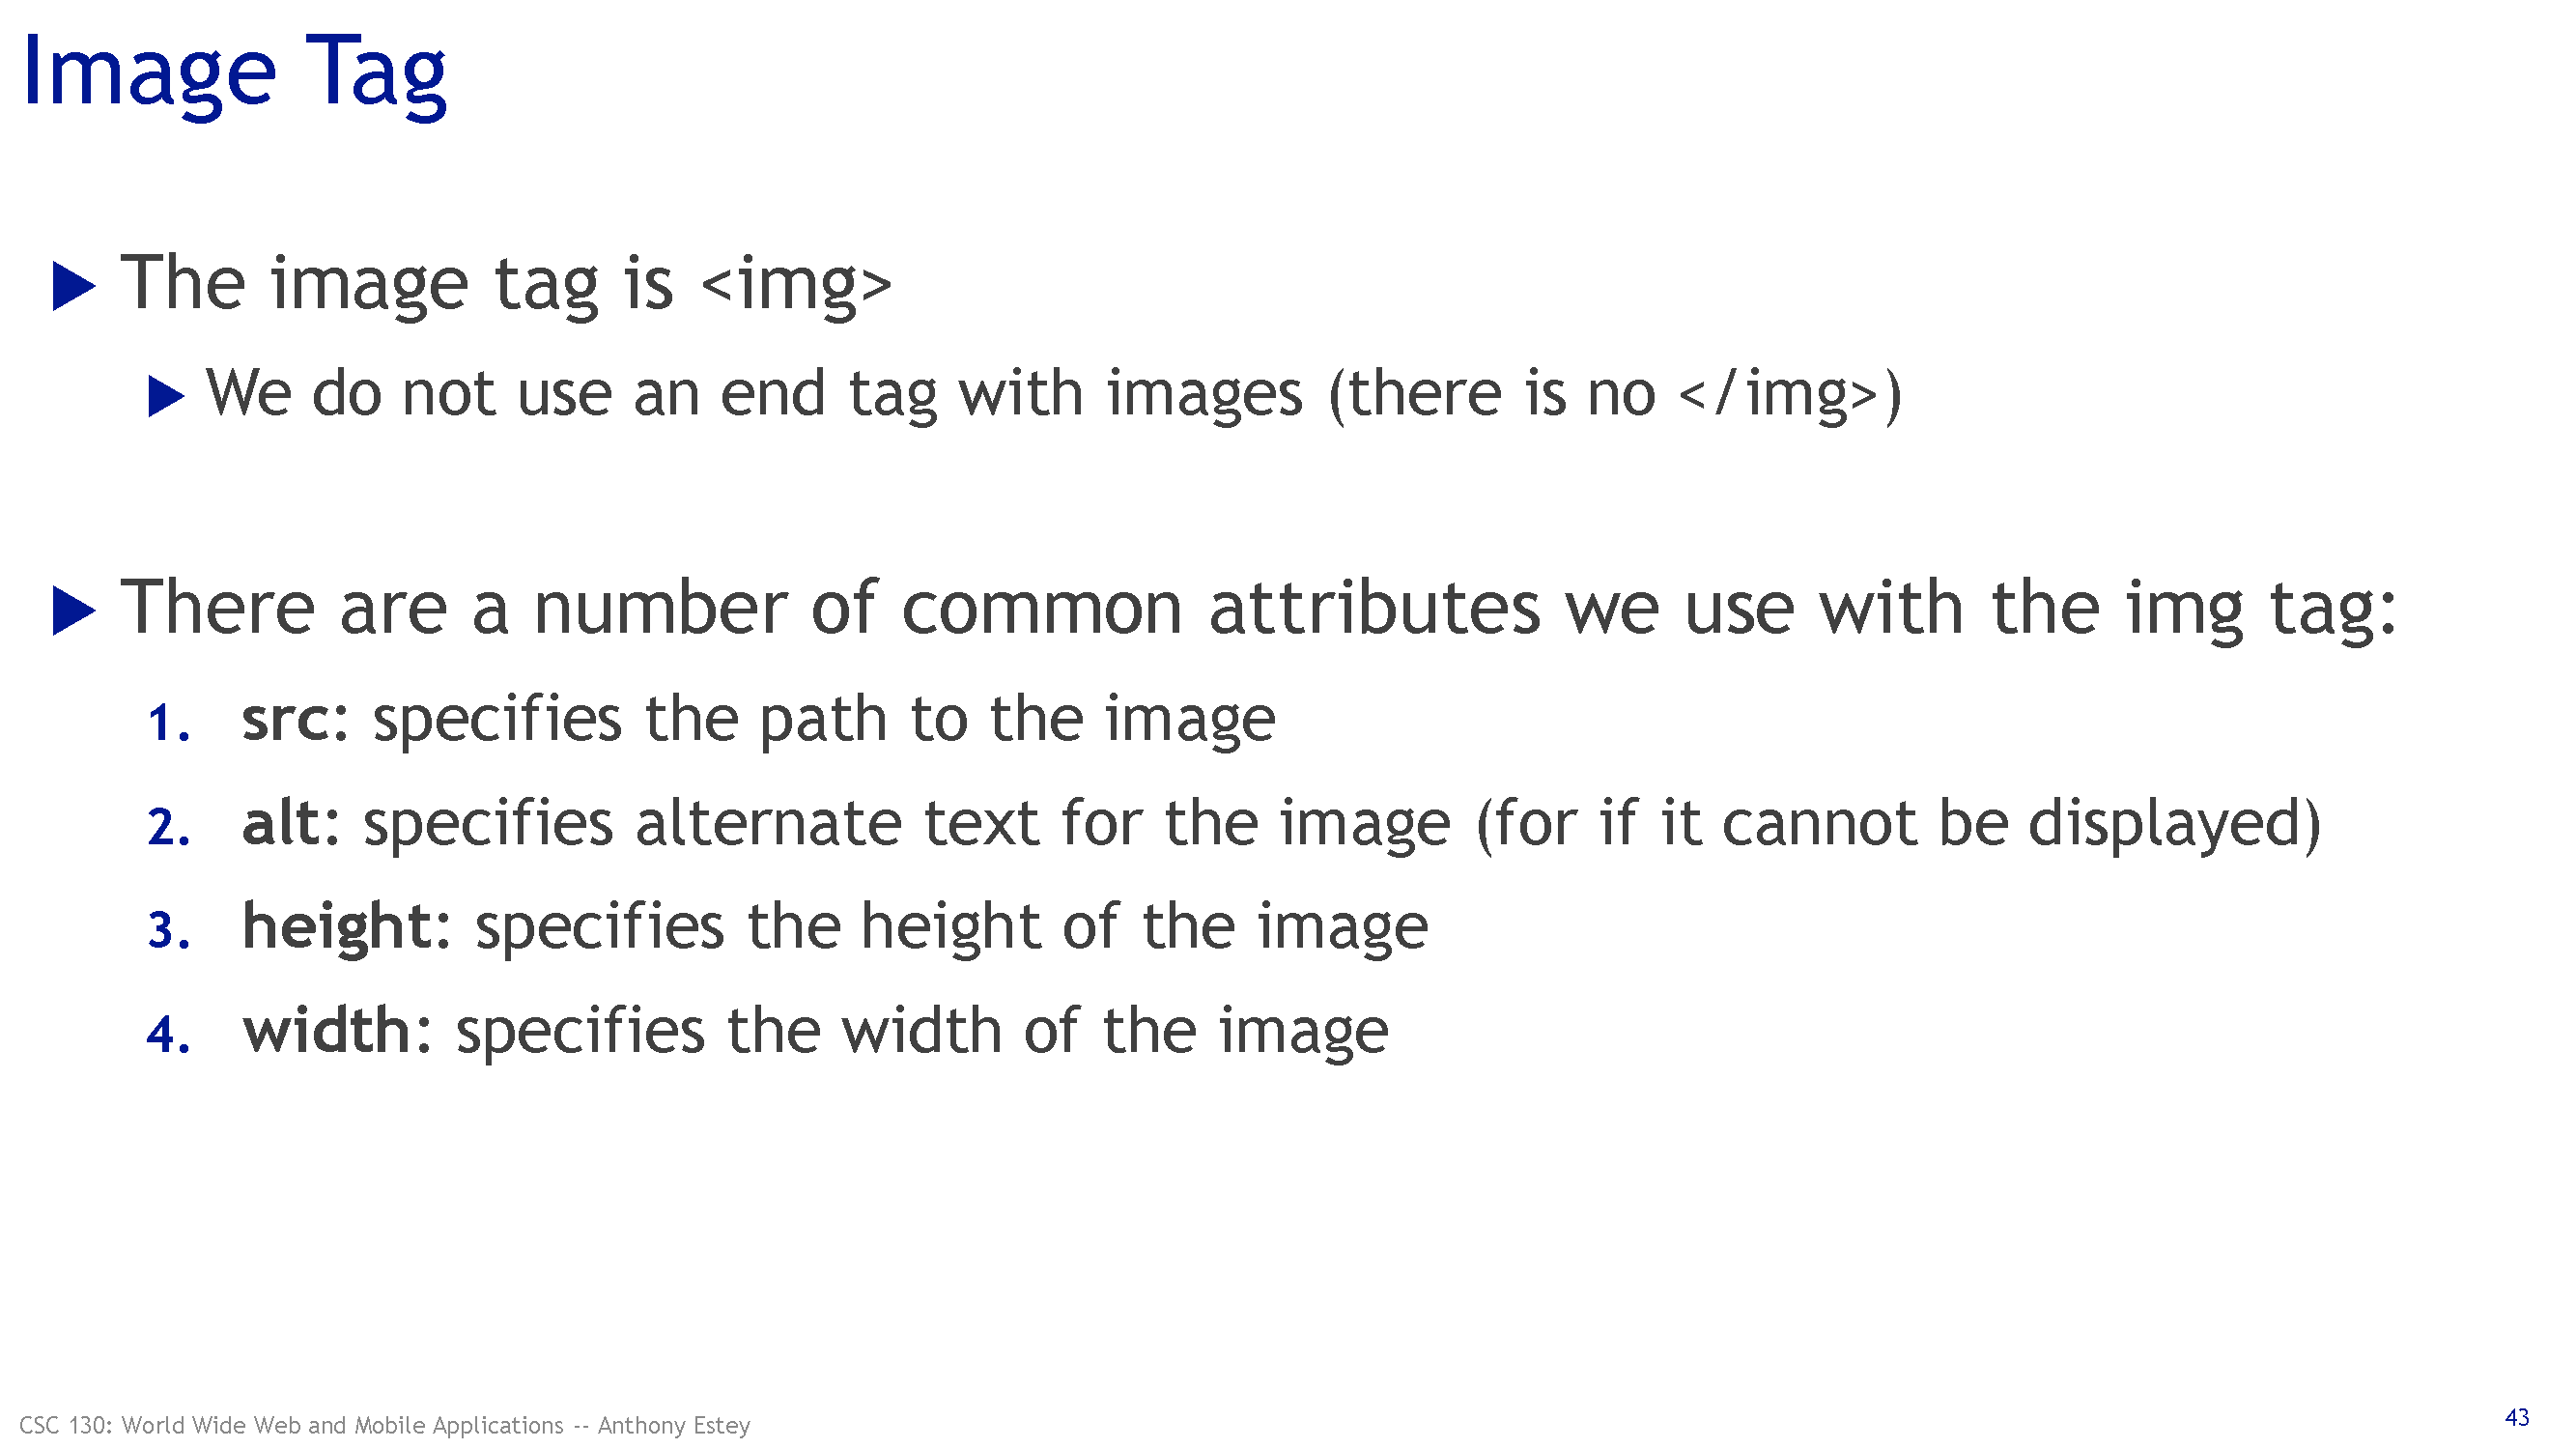 Image Tag
The image tag is <img>
We do not use an end tag with images (there is no </img>)
There are a number of common attributes we use with the img tag:
1. src: specifies the path to the image
2. alt: specifies alternate text for the image (for if it cannot be displayed)
3. height: specifies the height of the image
4. width: specifies the width of the image
CSC 130: World Wide Web and Mobile Applications -- Anthony Estey
43